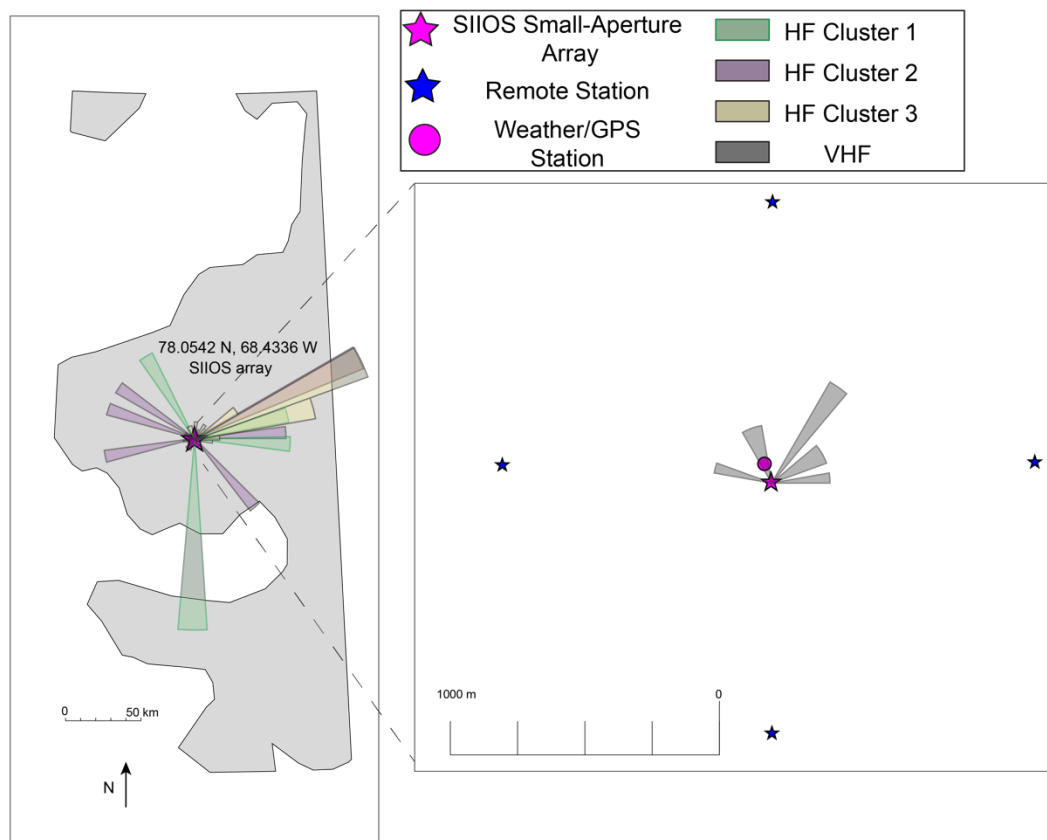 SIIOS Small-Aperture
Array
Remote Station
Weather/GPS
Station
HF Cluster 1
HF Cluster 2
HF Cluster 3
VHF
78.0542 N, 68.4336 W
SIIOS array
0 50 km
N
1000 m 0